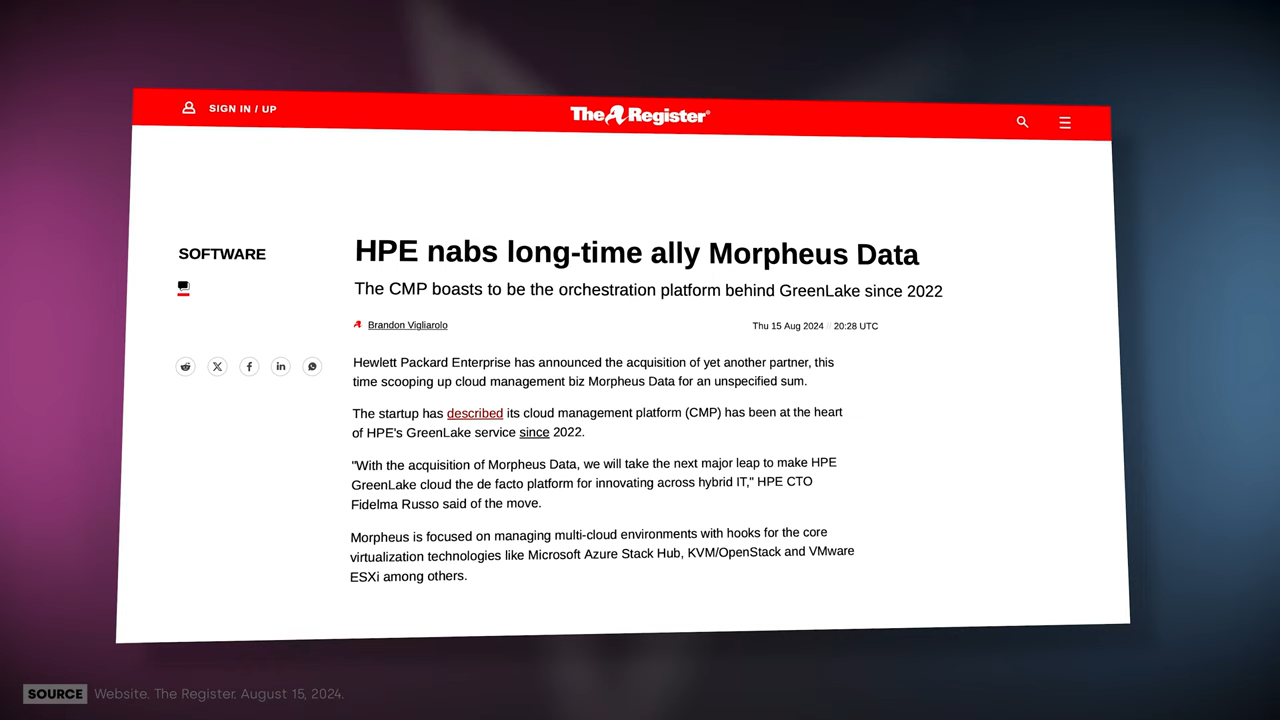 SIGN IN / UP
The Register®
SOFTWARE
HPE nabs long-time ally Morpheus Data
The CMP boasts to be the orchestration platform behind GreenLake since 2022
Brandon Vigliarolo
Thu 15 Aug 2024 // 20:28 UTC
Hewlett Packard Enterprise has announced the acquisition of yet another partner, this
time scooping up cloud management biz Morpheus Data for an unspecified sum.
The startup has described its cloud management platform (CMP) has been at the heart
of HPE's GreenLake service since 2022.
"With the acquisition of Morpheus Data, we will take the next major leap to make HPE
GreenLake cloud the de facto platform for innovating across hybrid IT," HPE CTO
Fidelma Russo said of the move.
Morpheus is focused on managing multi-cloud environments with hooks for the core
virtualization technologies like Microsoft Azure Stack Hub, KVM/OpenStack and VMware
ESXi among others.
SOURCE Website. The Register. August 15, 2024.